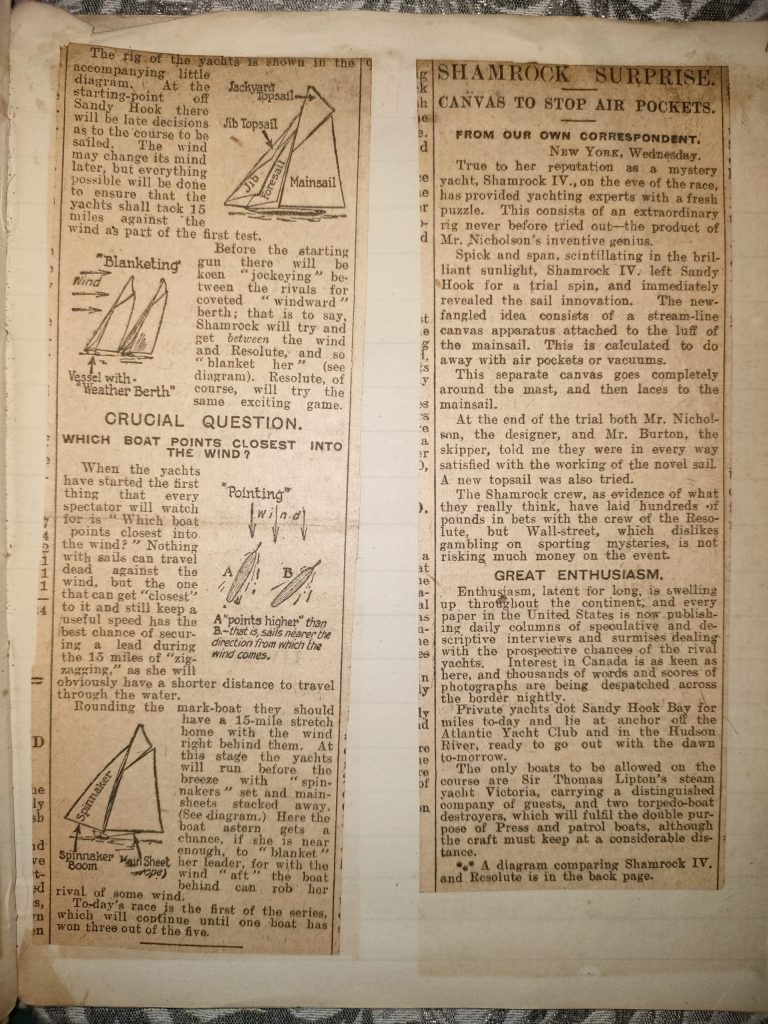 The rig of the yachts is shown in the
accompanying little
diagram. At the
starting-point off
Sandy Hook there
will be late decisions
as to the course to be
sailed. The wind
may change its mind
later, but everything
possible will be done
to ensure that the
yachts shall tack 15
miles against the
wind as part of the first test.
Jackyard
Topsail
Jib Topsail
Jib
Foresail
Mainsail
Before the starting
gun there will be
keen "jockeying" be-
tween the rivals for
coveted "windward"
berth; that is to say,
Shamrock will try and
get between the wind
and Resolute, and so
"blanket her" (see
diagram). Resolute, of
course, will try the
same exciting game.
"Blanketing"
Wind
Vessel with-
"Weather Berth"
CRUCIAL QUESTION.
WHICH BOAT POINTS CLOSEST INTO
THE WIND?
When the yachts
have started the first
thing that every
spectator will watch
for is "Which boat
points closest into
the wind?" Nothing
with sails can travel
dead against the
wind, but the one
that can get "closest"
to it and still keep a
useful speed has the
best chance of secur-
ing a lead during
the 15 miles of "zig-
zagging," as she will
obviously have a shorter distance to travel
through the water.
"Pointing"
Wind
A
B
A "points higher" than
B.-that is, sails nearer the
direction from which the
wind comes.
Rounding the mark-boat they should
have a 15-mile stretch
home with the wind
right behind them. At
this stage the yachts
will run before the
breeze with "spin-
nakers" set and main-
sheets stacked away.
(See diagram.) Here the
boat astern gets a
chance, if she is near
enough, to "blanket"
her leader, for with the
wind "aft" the boat
behind can rob her
rival of some wind.
Spinnaker
Spinnaker
Boom
Main Sheet
(rope)
To-day's race is the first of the series,
which will continue until one boat has
won three out of the five.
SHAMROCK SURPRISE.
CANVAS TO STOP AIR POCKETS.
FROM OUR OWN CORRESPONDENT.
NEW YORK, Wednesday.
True to her reputation as a mystery
yacht, Shamrock IV., on the eve of the race,
has provided yachting experts with a fresh
puzzle. This consists of an extraordinary
rig never before tried out—the product of
Mr. Nicholson's inventive genius.
Spick and span, scintillating in the bril-
liant sunlight, Shamrock IV. left Sandy
Hook for a trial spin, and immediately
revealed the sail innovation. The new-
fangled idea consists of a stream-line
canvas apparatus attached to the luff of
the mainsail. This is calculated to do
away with air pockets or vacuums.
This separate canvas goes completely
around the mast, and then laces to the
mainsail.
At the end of the trial both Mr. Nichol-
son, the designer, and Mr. Burton, the
skipper, told me they were in every way
satisfied with the working of the novel sail.
A new topsail was also tried.
The Shamrock crew, as evidence of what
they really think, have laid hundreds of
pounds in bets with the crew of the Reso-
lute, but Wall-street, which dislikes
gambling on sporting mysteries, is not
risking much money on the event.
GREAT ENTHUSIASM.
Enthusiasm, latent for long, is swelling
up throughout the continent, and every
paper in the United States is now publish-
ing daily columns of speculative and de-
scriptive interviews and surmises dealing
with the prospective chances of the rival
yachts. Interest in Canada is as keen as
here, and thousands of words and scores of
photographs are being despatched across
the border nightly.
Private yachts dot Sandy Hook Bay for
miles to-day and lie at anchor off the
Atlantic Yacht Club and in the Hudson
River, ready to go out with the dawn
to-morrow.
The only boats to be allowed on the
course are Sir Thomas Lipton's steam
yacht Victoria, carrying a distinguished
company of guests, and two torpedo-boat
destroyers, which will fulfil the double pur-
pose of Press and patrol boats, although
the craft must keep at a considerable dis-
tance.
*** A diagram comparing Shamrock IV.
and Resolute is in the back page.